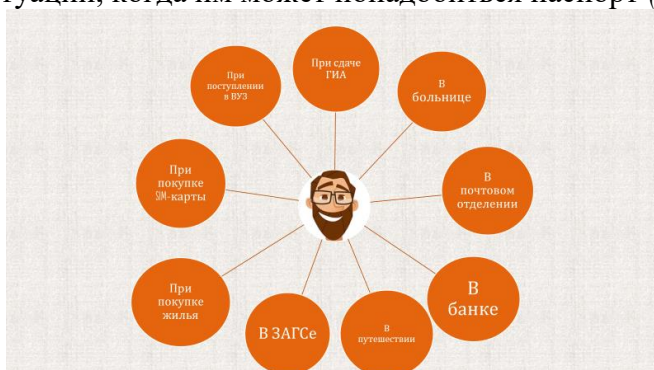 туации, когда им может понадобиться паспорт (
При сдаче
ГИА
При
поступлении
в ВУЗ
В
больнице
При
покупке
SIM-карты
В
почтовом
отделении
При
покупке
жилья
В
банке
В ЗАГСе
В
путешествии